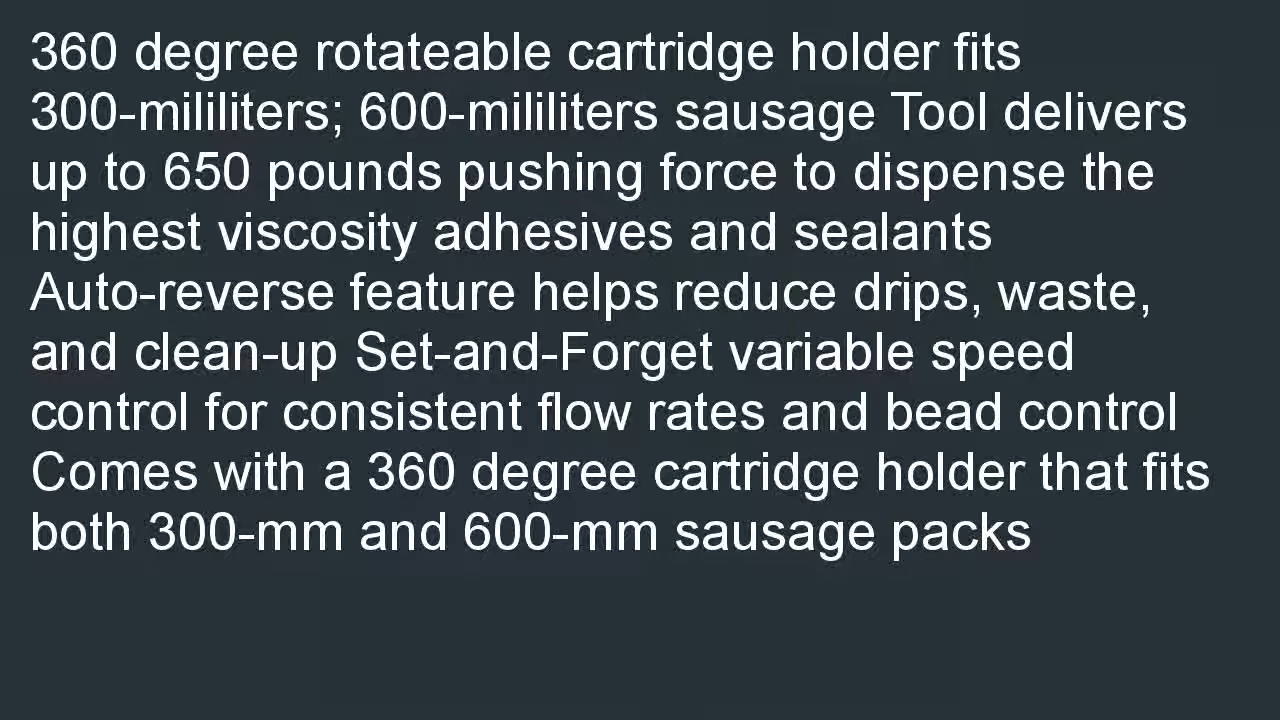 360 degree rotateable cartridge holder fits
300-mililiters; 600-mililiters sausage Tool delivers
up to 650 pounds pushing force to dispense the
highest viscosity adhesives and sealants
Auto-reverse feature helps reduce drips, waste,
and clean-up Set-and-Forget variable speed
control for consistent flow rates and bead control
Comes with a 360 degree cartridge holder that fits
both 300-mm and 600-mm sausage packs